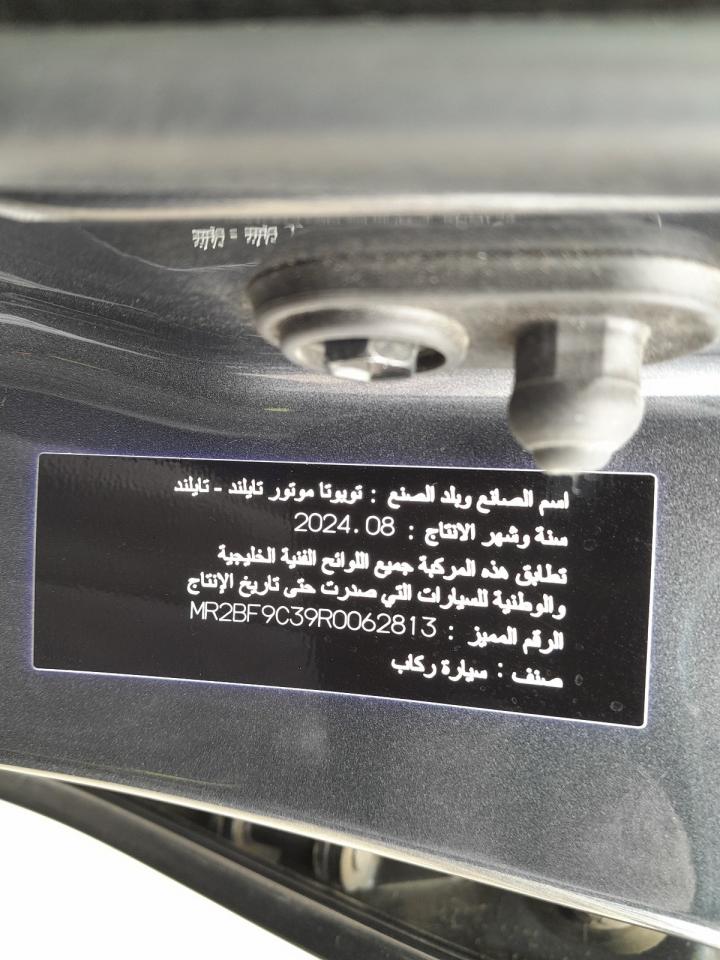 اسم الصانع وبلد الصنع : تويوتا موتور تايلند - تايلند
سنة وشهر الانتاج : 2024.08
تطابق هذه المركبة جميع اللوائح الفنية الخليجية
والوطنية للسيارات التي صدرت حتى تاريخ الإنتاج
الرقم المميز : MR2BF9C39R0062813
صنف : سيارة ركاب